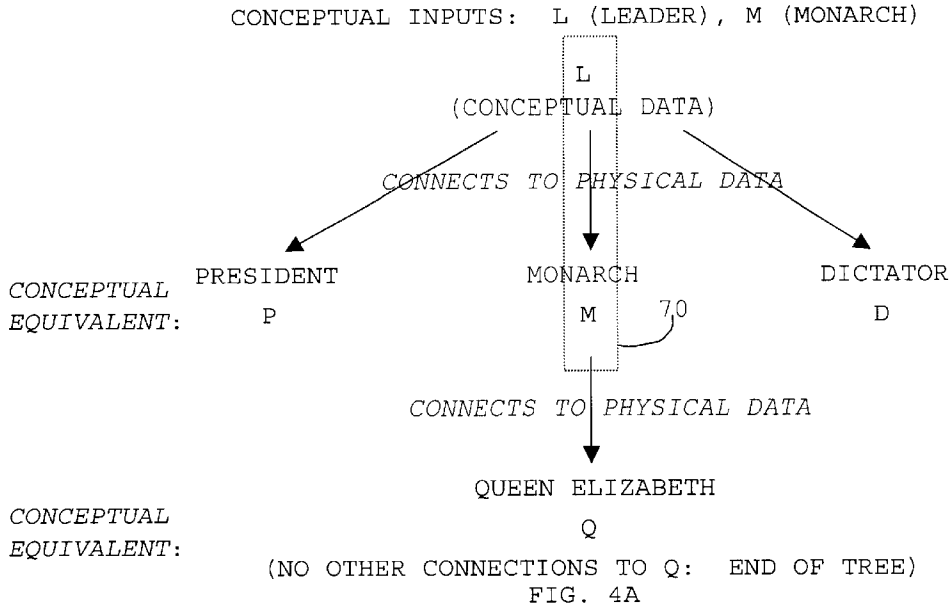 CONCEPTUAL INPUTS: L (LEADER), M (MONARCH)
L
(CONCEPTUAL DATA)
CONNECTS TO PHYSICAL DATA
PRESIDENT MONARCH DICTATOR
CONCEPTUAL
EQUIVALENT: P M 70 D
CONNECTS TO PHYSICAL DATA
QUEEN ELIZABETH
CONCEPTUAL
EQUIVALENT: Q
(NO OTHER CONNECTIONS TO Q: END OF TREE)
FIG. 4A